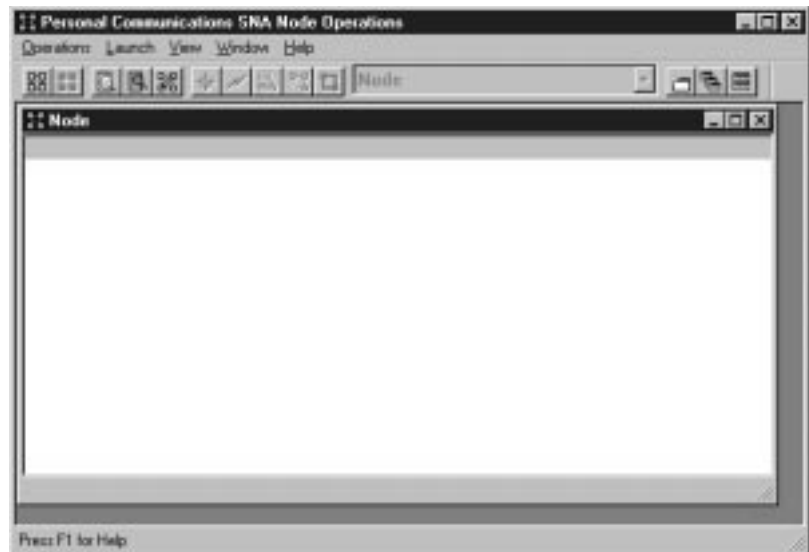 Personal Communications SNA Node Operations
Operations Launch View Window Help
Node
Node
Press F1 for Help